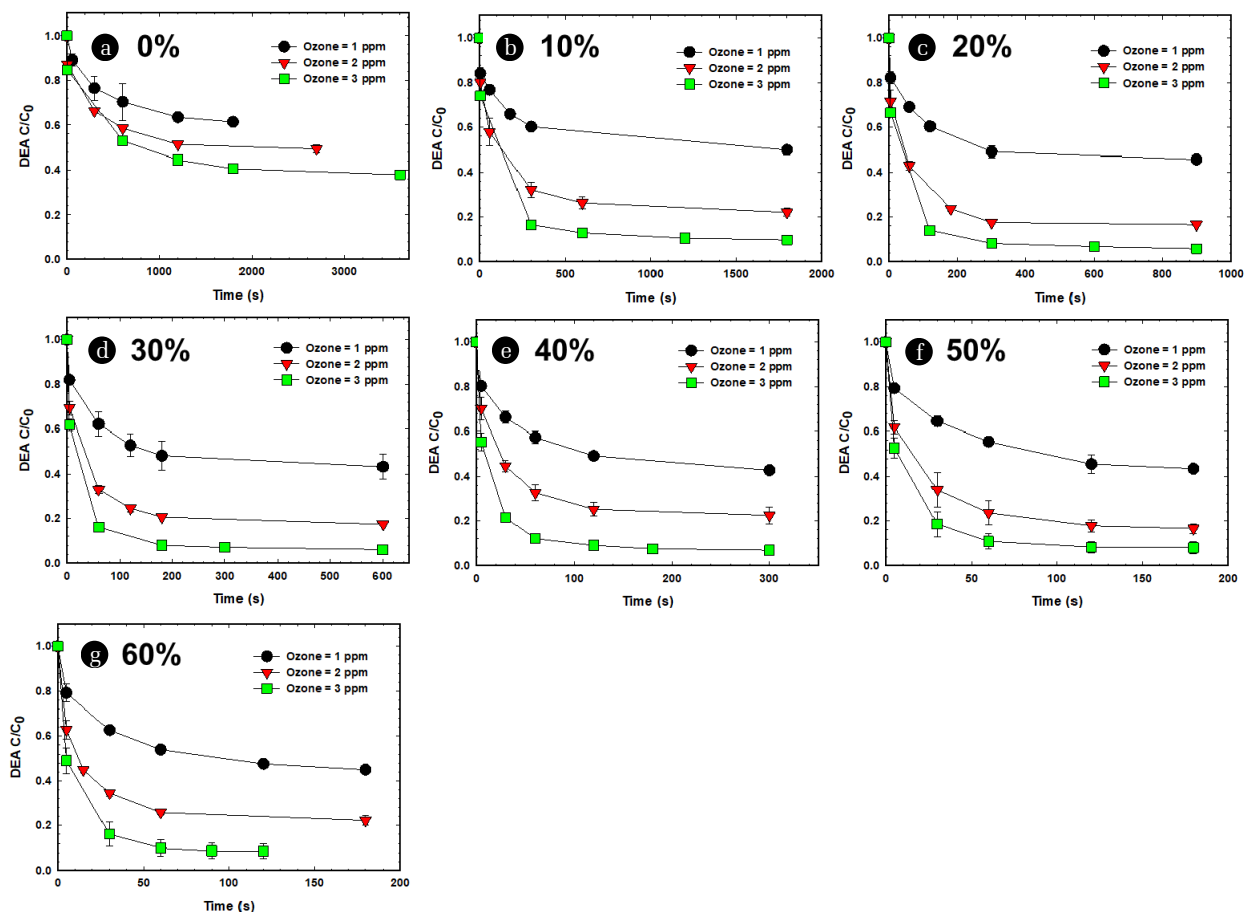 a 0%
Ozone = 1 ppm
Ozone = 2 ppm
Ozone = 3 ppm
DEA C/C0
1.0
0.8
0.6
0.4
0.2
0.0
0 1000 2000 3000
Time (s)
b 10%
Ozone = 1 ppm
Ozone = 2 ppm
Ozone = 3 ppm
DEA C/C0
1.0
0.8
0.6
0.4
0.2
0.0
0 500 1000 1500 2000
Time (s)
c 20%
Ozone = 1 ppm
Ozone = 2 ppm
Ozone = 3 ppm
DEA C/C0
1.0
0.8
0.6
0.4
0.2
0.0
0 200 400 600 800 1000
Time (s)
d 30%
Ozone = 1 ppm
Ozone = 2 ppm
Ozone = 3 ppm
DEA C/C0
1.0
0.8
0.6
0.4
0.2
0.0
0 100 200 300 400 500 600
Time (s)
e 40%
Ozone = 1 ppm
Ozone = 2 ppm
Ozone = 3 ppm
DEA C/C0
1.0
0.8
0.6
0.4
0.2
0.0
0 100 200 300
Time (s)
f 50%
Ozone = 1 ppm
Ozone = 2 ppm
Ozone = 3 ppm
DEA C/C0
1.0
0.8
0.6
0.4
0.2
0.0
0 50 100 150 200
Time (s)
g 60%
Ozone = 1 ppm
Ozone = 2 ppm
Ozone = 3 ppm
DEA C/C0
1.0
0.8
0.6
0.4
0.2
0.0
0 50 100 150 200
Time (s)